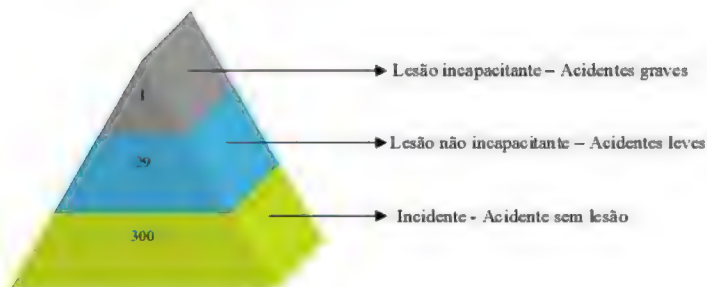 Lesão incapacitante – Acidentes graves
1
Lesão não incapacitante – Acidentes leves
29
Incidente - Acidente sem lesão
300